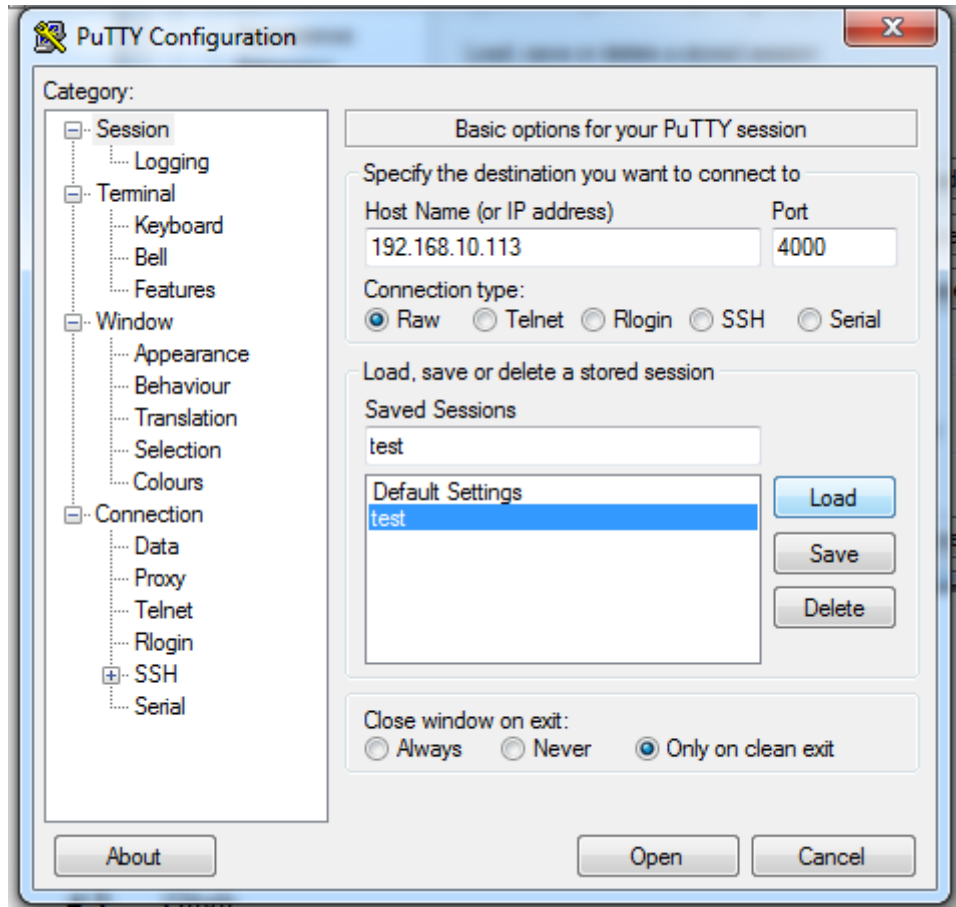 PuTTY Configuration
Category:
Session
Logging
Terminal
Keyboard
Bell
Features
Window
Appearance
Behaviour
Translation
Selection
Colours
Connection
Data
Proxy
Telnet
Rlogin
SSH
Serial
Basic options for your PuTTY session
Specify the destination you want to connect to
Host Name (or IP address) Port
192.168.10.113 4000
Connection type:
Raw Telnet Rlogin SSH Serial
Load, save or delete a stored session
Saved Sessions
test
Default Settings
test
Load
Save
Delete
Close window on exit:
Always Never Only on clean exit
About Open Cancel